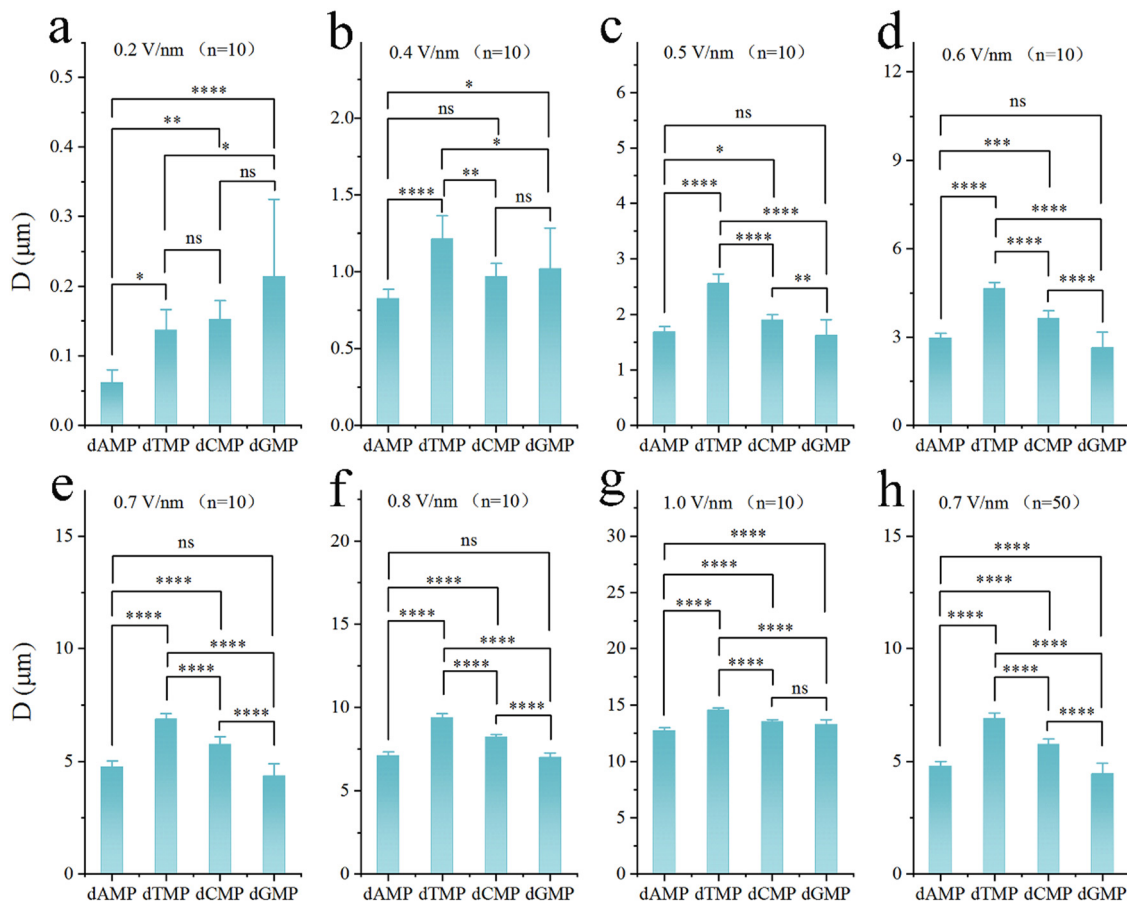 a
0.2 V/nm （n=10）
0.5
0.4
0.3
0.2
0.1
0.0
****
**
*
ns
ns
*
dAMP dTMP dCMP dGMP
D (μm)
b
0.4 V/nm （n=10）
2.0
1.5
1.0
0.5
0.0
*
ns
*
**
****
ns
dAMP dTMP dCMP dGMP
c
0.5 V/nm （n=10）
6
5
4
3
2
1
0
ns
*
****
****
****
**
dAMP dTMP dCMP dGMP
d
0.6 V/nm （n=10）
12
9
6
3
0
ns
***
****
****
****
****
dAMP dTMP dCMP dGMP
e
0.7 V/nm （n=10）
15
10
5
0
ns
****
****
****
****
****
dAMP dTMP dCMP dGMP
D (μm)
f
0.8 V/nm （n=10）
20
15
10
5
0
ns
****
****
****
****
****
dAMP dTMP dCMP dGMP
g
1.0 V/nm （n=10）
30
25
20
15
10
5
0
****
****
****
****
****
ns
dAMP dTMP dCMP dGMP
h
0.7 V/nm （n=50）
15
10
5
0
****
****
****
****
****
****
dAMP dTMP dCMP dGMP